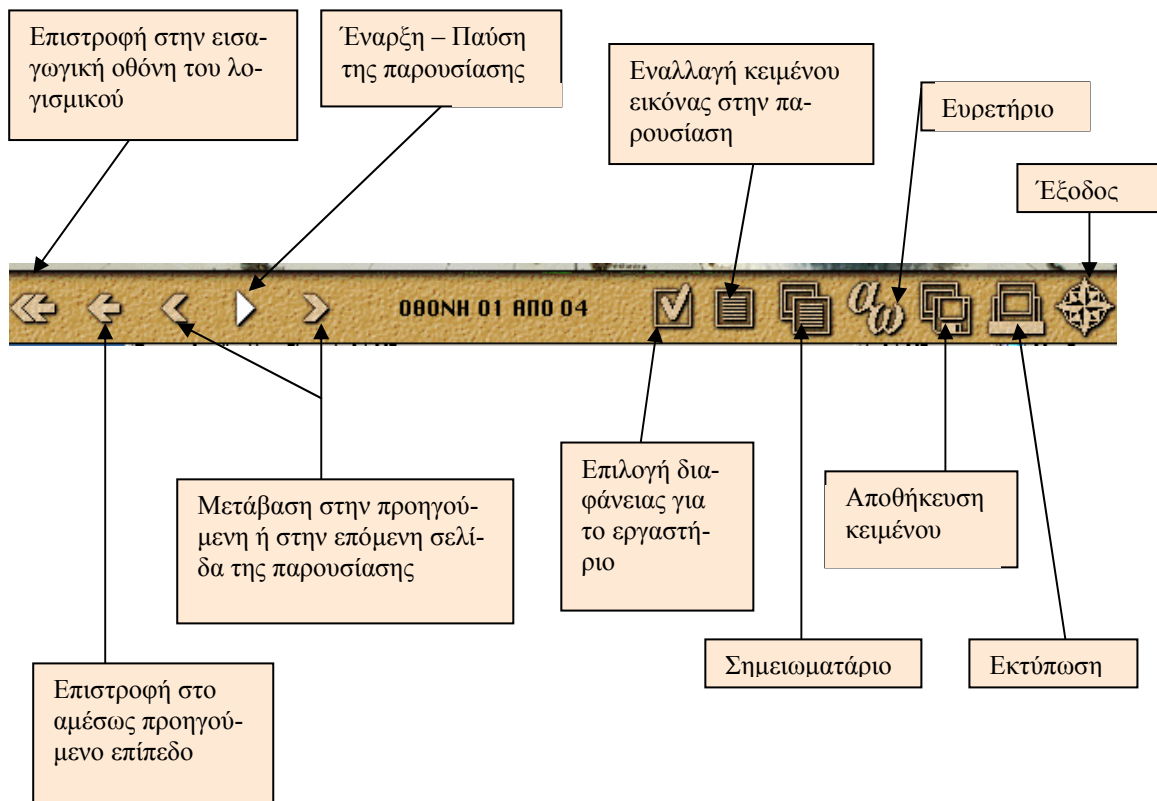 Επιστροφή στην εισα-
γωγική οθόνη του λο-
γισμικού
Έναρξη – Παύση
της παρουσίασης
Εναλλαγή κειμένου
εικόνας στην πα-
ρουσίαση
Ευρετήριο
Έξοδος
ΟΘΟΝΗ 01 ΑΠΟ 04
αω
Μετάβαση στην προηγού-
μενη ή στην επόμενη σελί-
δα της παρουσίασης
Επιλογή δια-
φάνειας για
το εργαστή-
ριο
Αποθήκευση
κειμένου
Σημειωματάριο
Εκτύπωση
Επιστροφή στο
αμέσως προηγού-
μενο επίπεδο